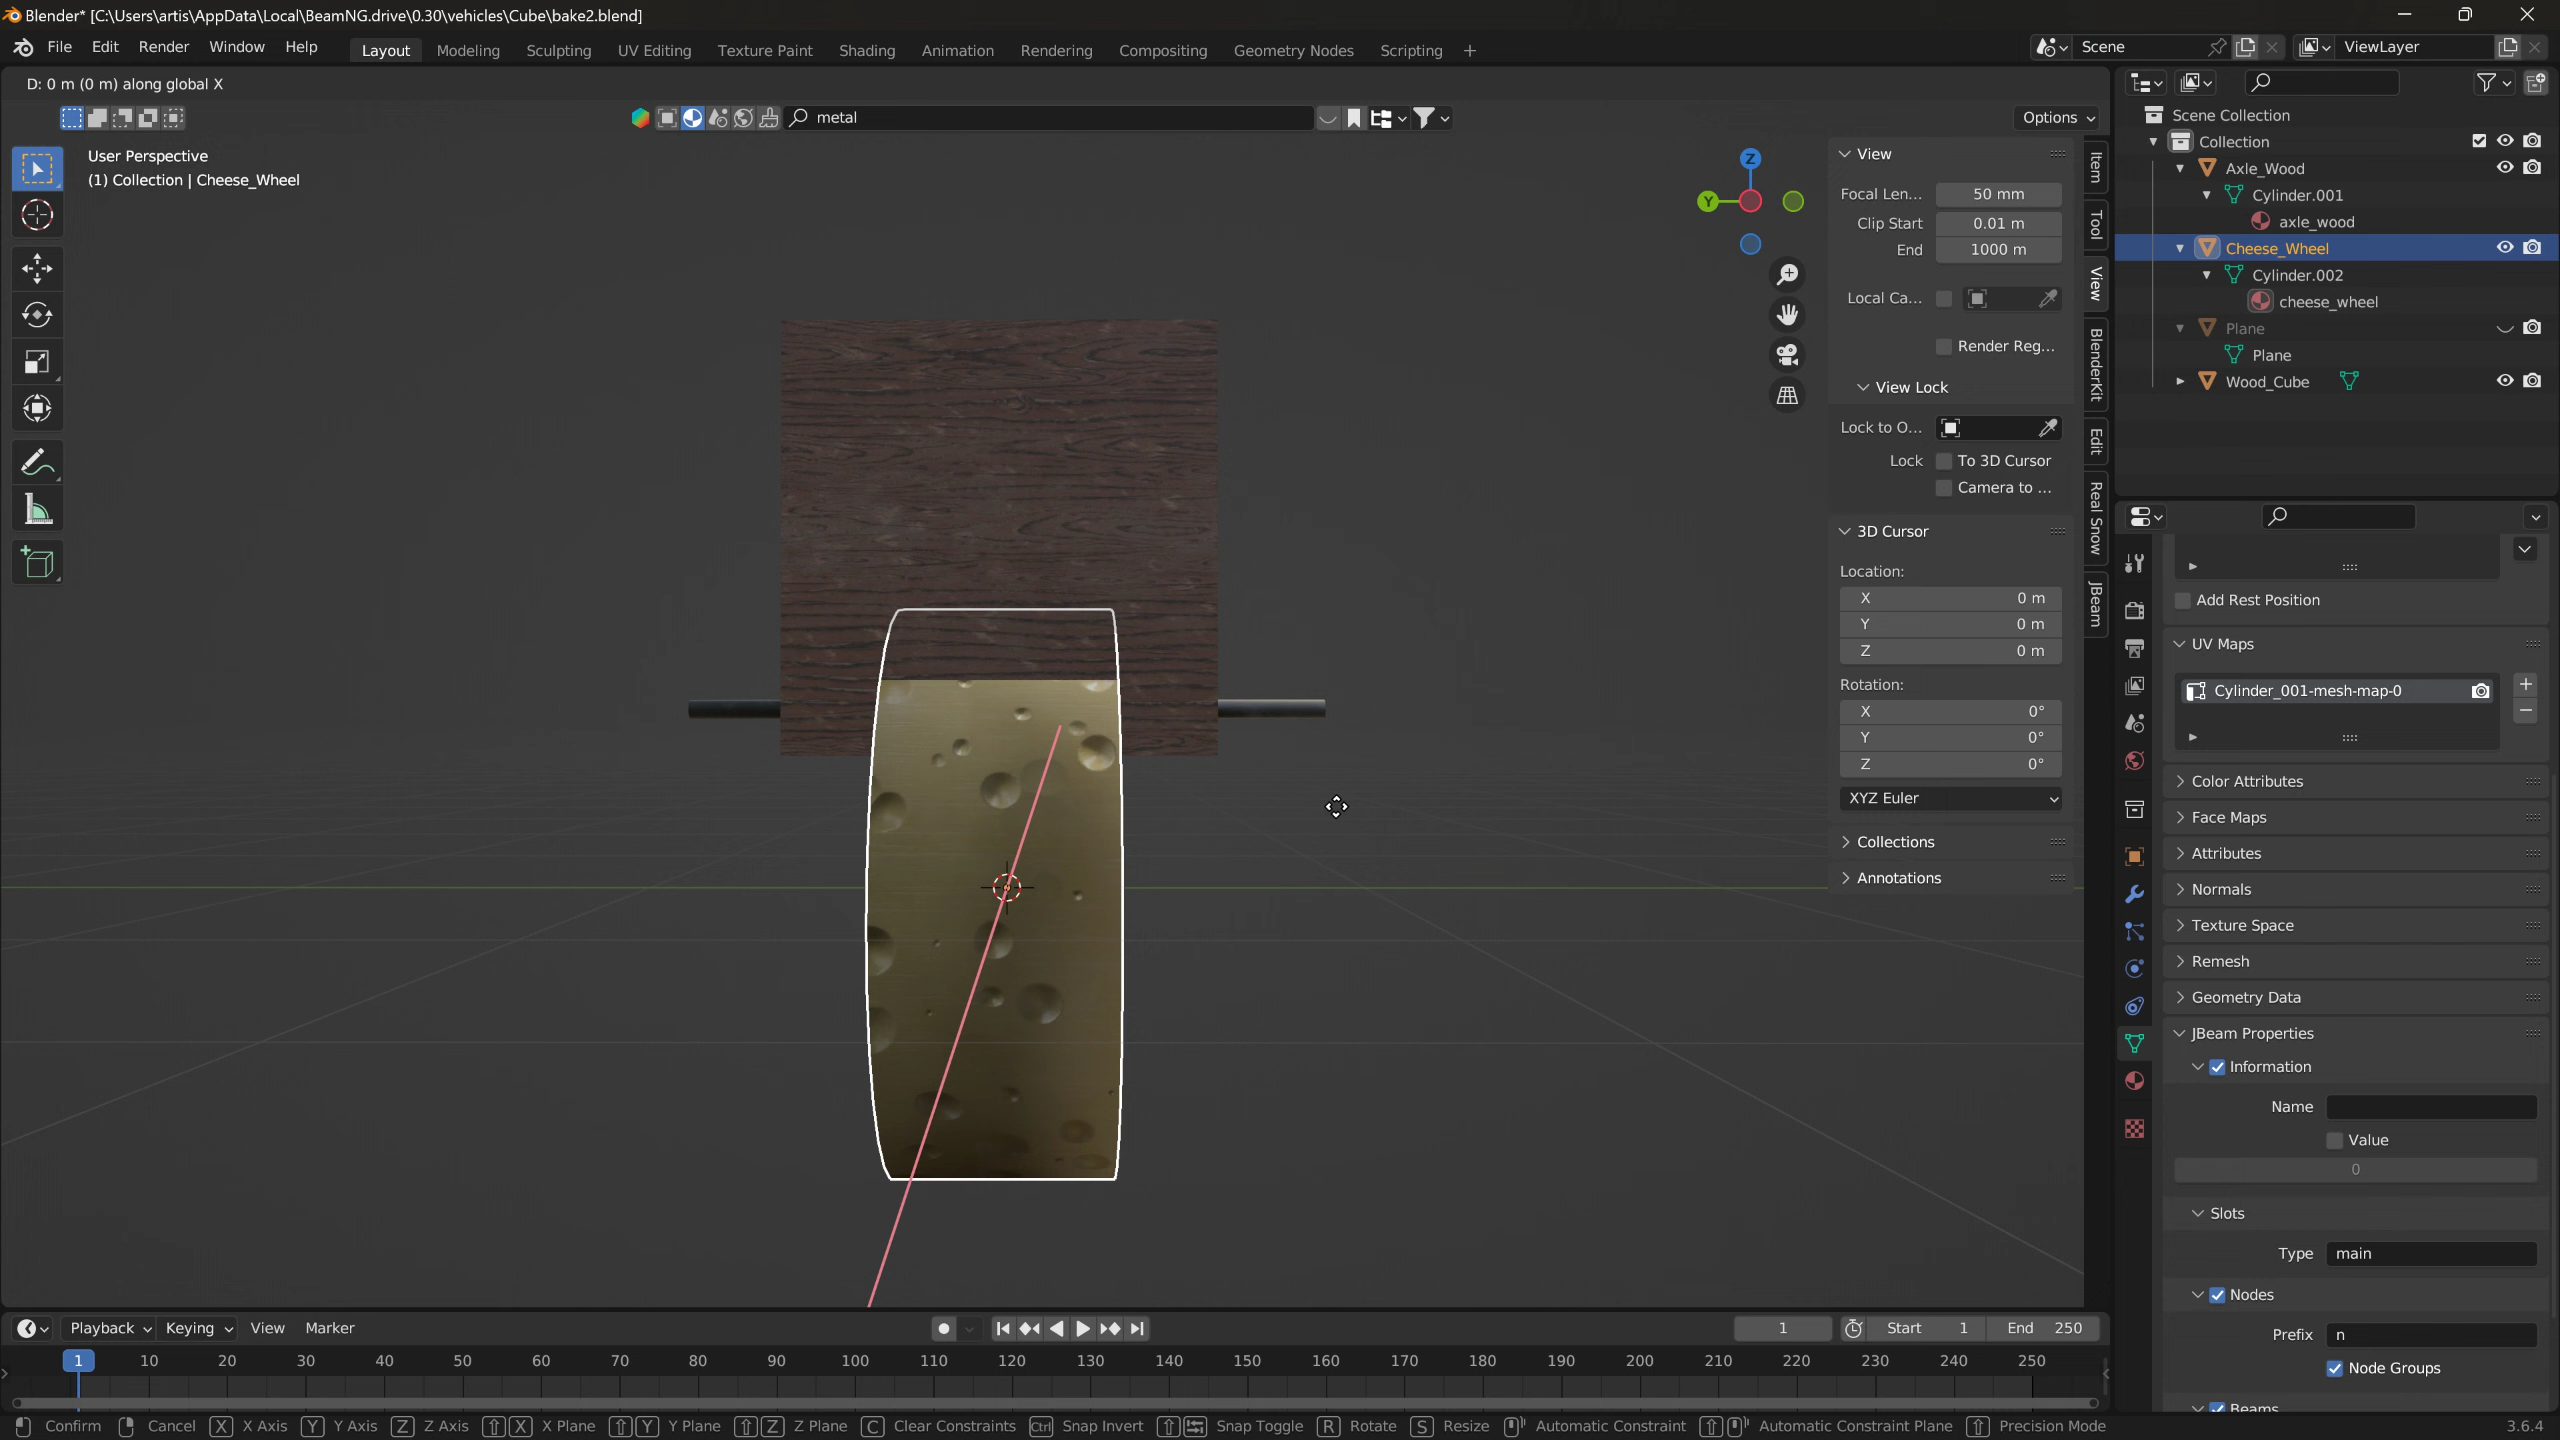 Blender* [C:\Users\artis\AppData\Local\BeamNG.drive\0.30\vehicles\Cube\bake2.blend]
File Edit Render Window Help Layout Modeling Sculpting UV Editing Texture Paint Shading Animation Rendering Compositing Geometry Nodes Scripting + Scene ViewLayer
D: 0 m (0 m) along global X
metal
Options
User Perspective
(1) Collection | Cheese_Wheel
Z
Y
View
Focal Len... 50 mm
Clip Start 0.01 m
End 1000 m
Local Ca...
Render Reg...
View Lock
Lock to O...
Lock To 3D Cursor
Camera to ...
3D Cursor
Location:
X 0 m
Y 0 m
Z 0 m
Rotation:
X 0°
Y 0°
Z 0°
XYZ Euler
Collections
Annotations
Item
Tool
View
BlenderKit
Edit
Real Snow
JBeam
Scene Collection
Collection
Axle_Wood
Cylinder.001
axle_wood
Cheese_Wheel
Cylinder.002
cheese_wheel
Plane
Plane
Wood_Cube
Add Rest Position
UV Maps
Cylinder_001-mesh-map-0
Color Attributes
Face Maps
Attributes
Normals
Texture Space
Remesh
Geometry Data
JBeam Properties
Information
Name
Value
0
Slots
Type main
Nodes
Prefix n
Node Groups
Beams
Playback Keying View Marker 1 Start 1 End 250
1 10 20 30 40 50 60 70 80 90 100 110 120 130 140 150 160 170 180 190 200 210 220 230 240 250
Confirm Cancel X X Axis Y Y Axis Z Z Axis X X Plane Y Y Plane Z Z Plane C Clear Constraints Ctrl Snap Invert Snap Toggle R Rotate S Resize Automatic Constraint Automatic Constraint Plane Precision Mode 3.6.4